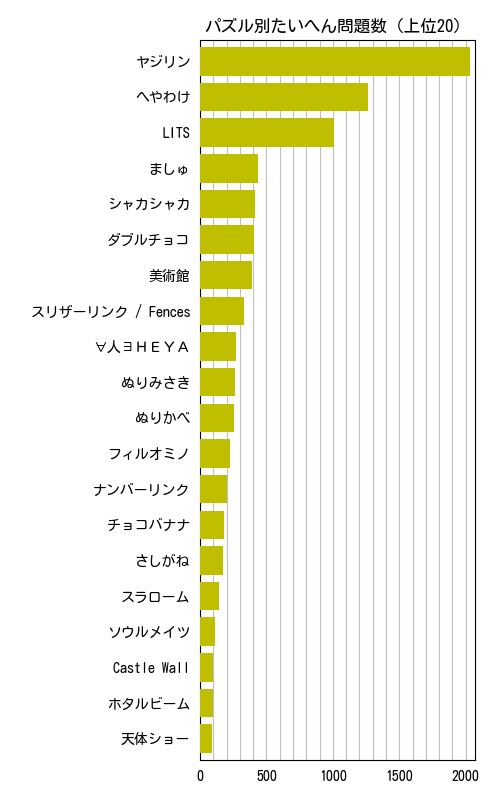 パズル別たいへん問題数 (上位20)
ヤジリン
へやわけ
LITS
ましゅ
シャカシャカ
ダブルチョコ
美術館
スリザーリンク / Fences
∀人∃ＨＥＹＡ
ぬりみさき
ぬりかべ
フィルオミノ
ナンバーリンク
チョコバナナ
さしがね
スラローム
ソウルメイツ
Castle Wall
ホタルビーム
天体ショー
0 500 1000 1500 2000